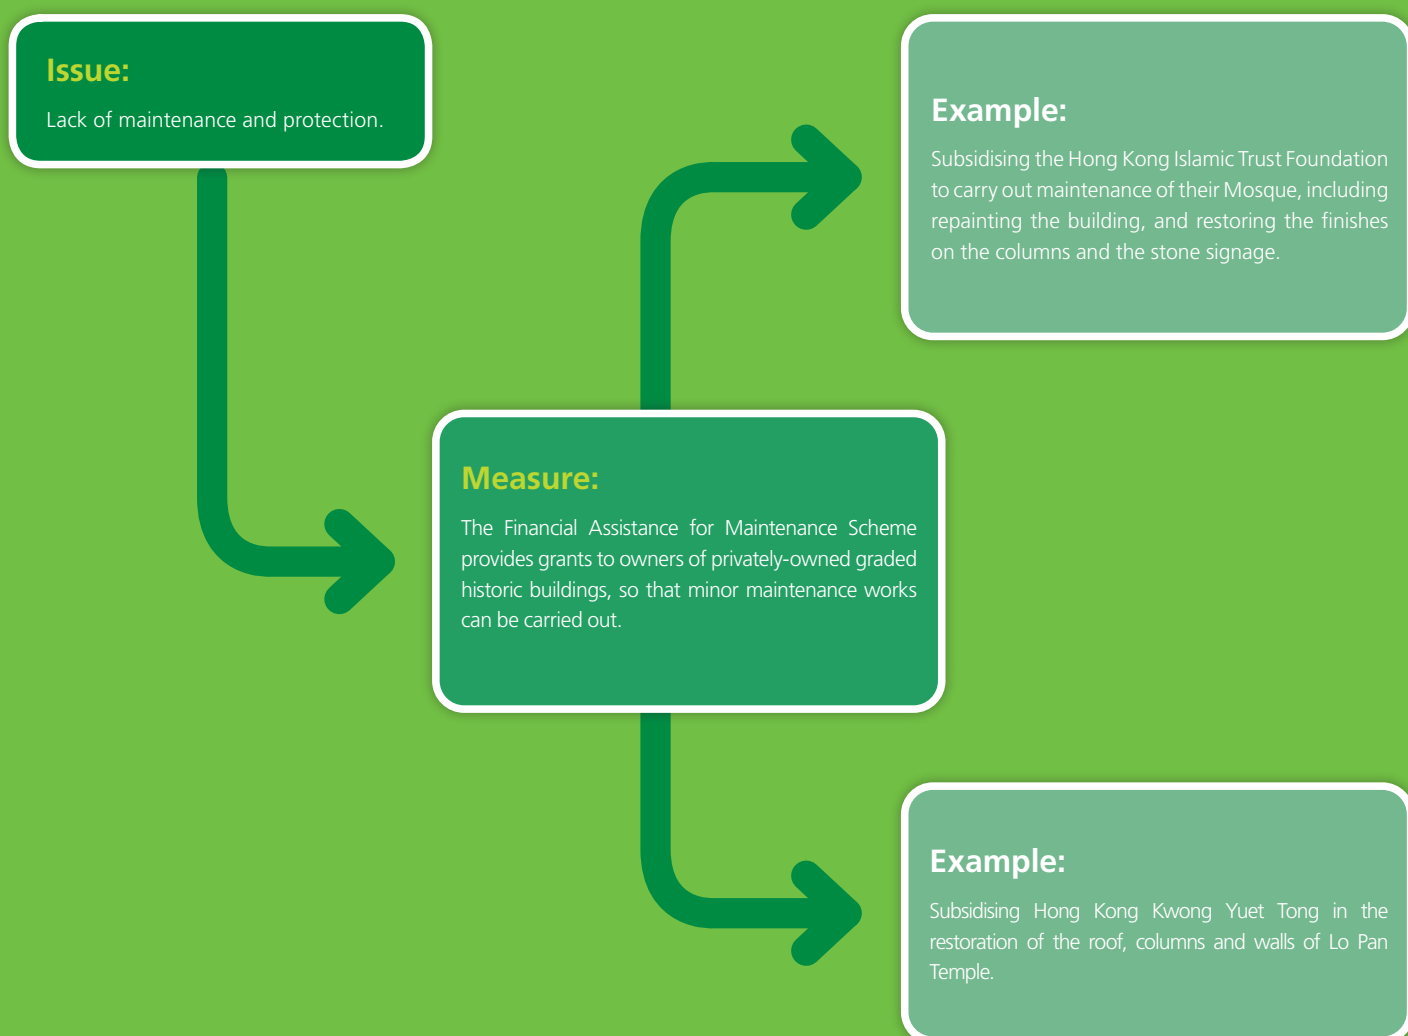 Issue:
Lack of maintenance and protection.
Example:
Subsidising the Hong Kong Islamic Trust Foundation
to carry out maintenance of their Mosque, including
repainting the building, and restoring the finishes
on the columns and the stone signage.
Measure:
The Financial Assistance for Maintenance Scheme
provides grants to owners of privately-owned graded
historic buildings, so that minor maintenance works
can be carried out.
Example:
Subsidising Hong Kong Kwong Yuet Tong in the
restoration of the roof, columns and walls of Lo Pan
Temple.